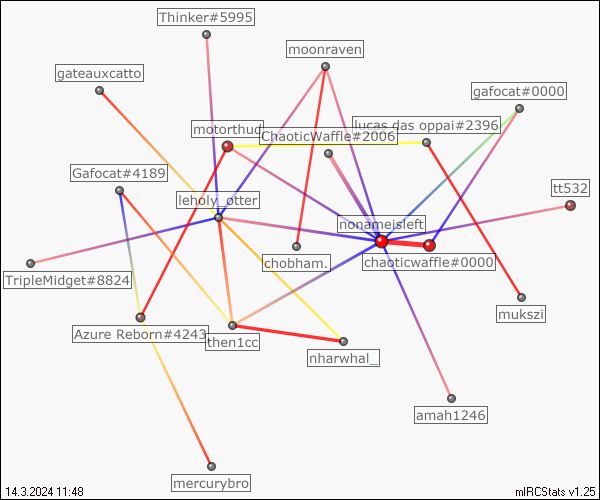 Thinker#5995
moonraven
gateauxcatto
gafocat#0000
motorthud
lucas das oppai#2396
ChaoticWaffle#2006
Gafocat#4189
tt532
leholy_otter
nonameisleft
chobham.
chaoticwaffle#0000
TripleMidget#8824
mukszi
Azure Reborn#4243
then1cc
nharwhal_
amah1246
mercurybro
14.3.2024 11:48
mIRCStats v1.25